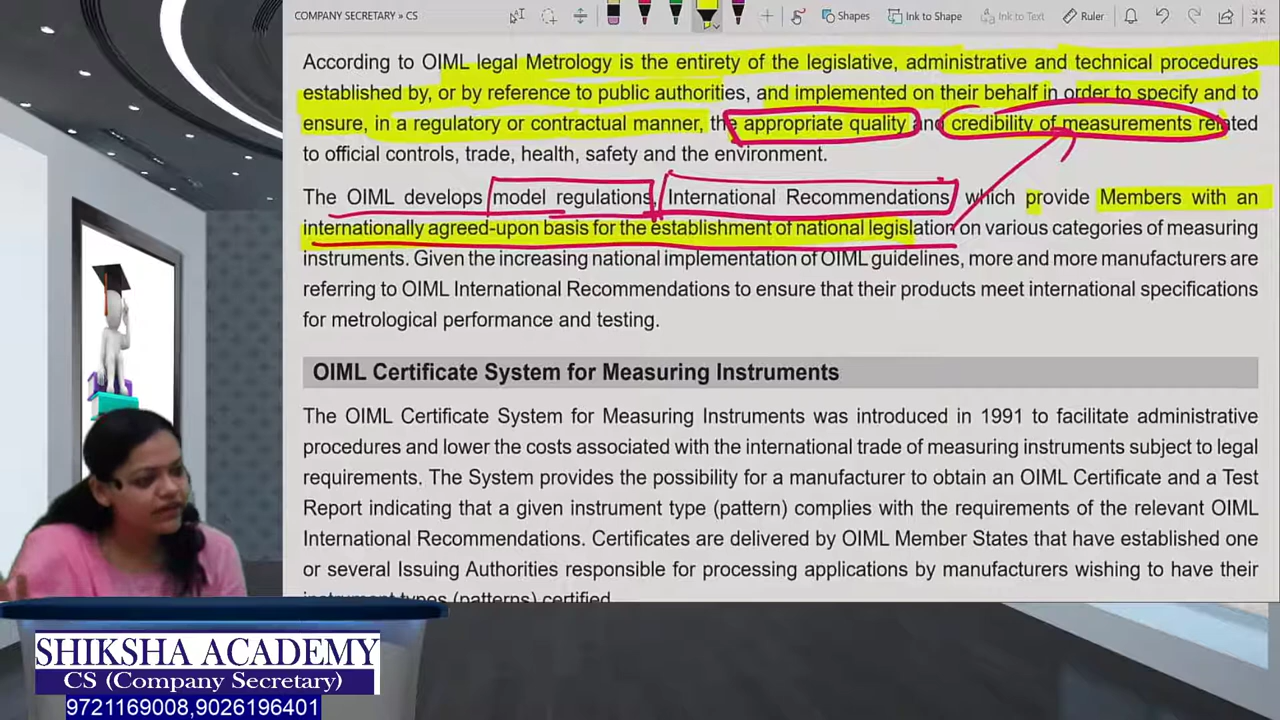 COMPANY SECRETARY » CS
Shapes
Ink to Shape
Ink to Text
Ruler
According to OIML legal Metrology is the entirety of the legislative, administrative and technical procedures
established by, or by reference to public authorities, and implemented on their behalf in order to specify and to
ensure, in a regulatory or contractual manner, the appropriate quality and credibility of measurements related
to official controls, trade, health, safety and the environment.
The OIML develops model regulations, International Recommendations which provide Members with an
internationally agreed-upon basis for the establishment of national legislation on various categories of measuring
instruments. Given the increasing national implementation of OIML guidelines, more and more manufacturers are
referring to OIML International Recommendations to ensure that their products meet international specifications
for metrological performance and testing.
OIML Certificate System for Measuring Instruments
The OIML Certificate System for Measuring Instruments was introduced in 1991 to facilitate administrative
procedures and lower the costs associated with the international trade of measuring instruments subject to legal
requirements. The System provides the possibility for a manufacturer to obtain an OIML Certificate and a Test
Report indicating that a given instrument type (pattern) complies with the requirements of the relevant OIML
International Recommendations. Certificates are delivered by OIML Member States that have established one
or several Issuing Authorities responsible for processing applications by manufacturers wishing to have their
instrument types (patterns) certified.
SHIKSHA ACADEMY
CS (Company Secretary)
9721169008,9026196401